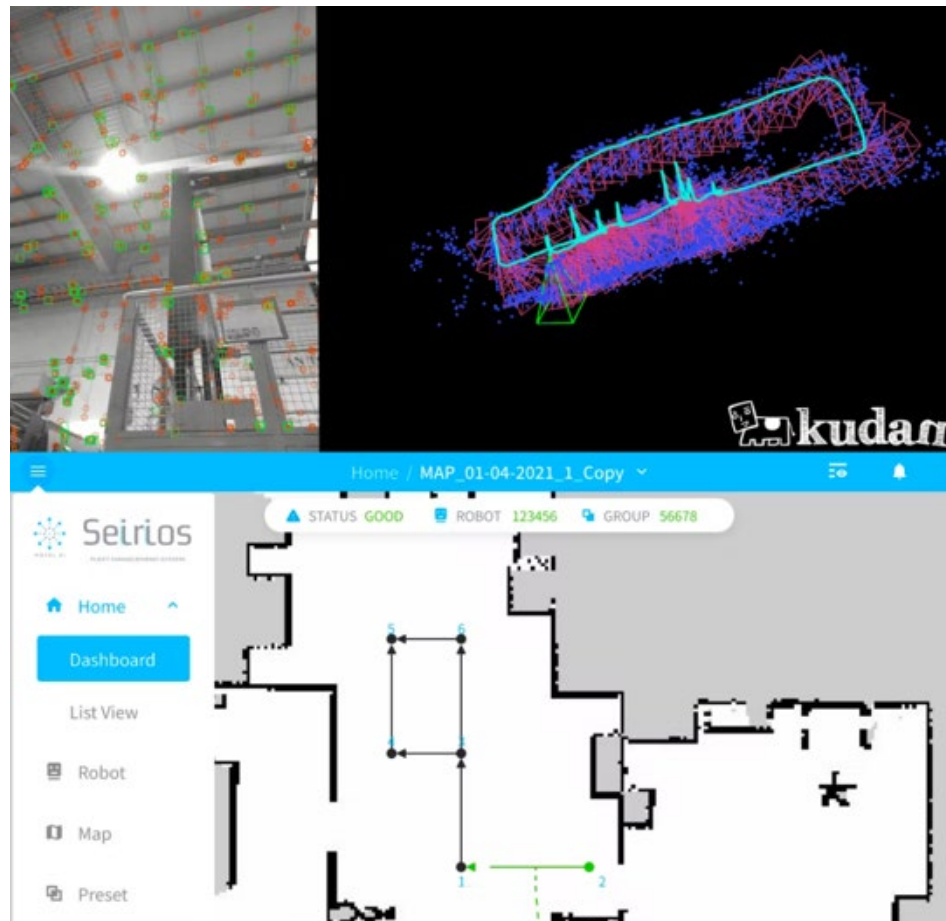 kudan
Home / MAP_01-04-2021_1_Copy
STATUS GOOD ROBOT 123456 GROUP 56678
Seirios
Home
Dashboard
List View
Robot
Map
Preset
5 6
4 3
1. 2